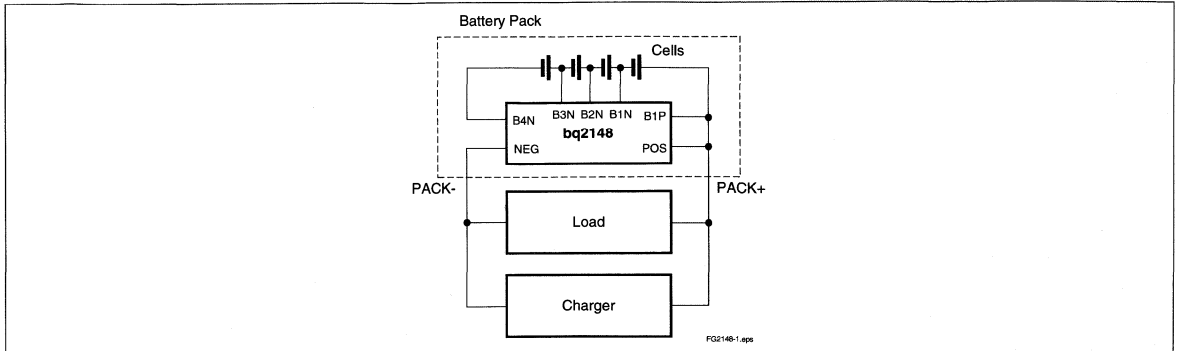 Battery Pack
Cells
B4N B3N B2N B1N B1P
bq2148
NEG POS
PACK- PACK+
Load
Charger
FG2148-1.eps